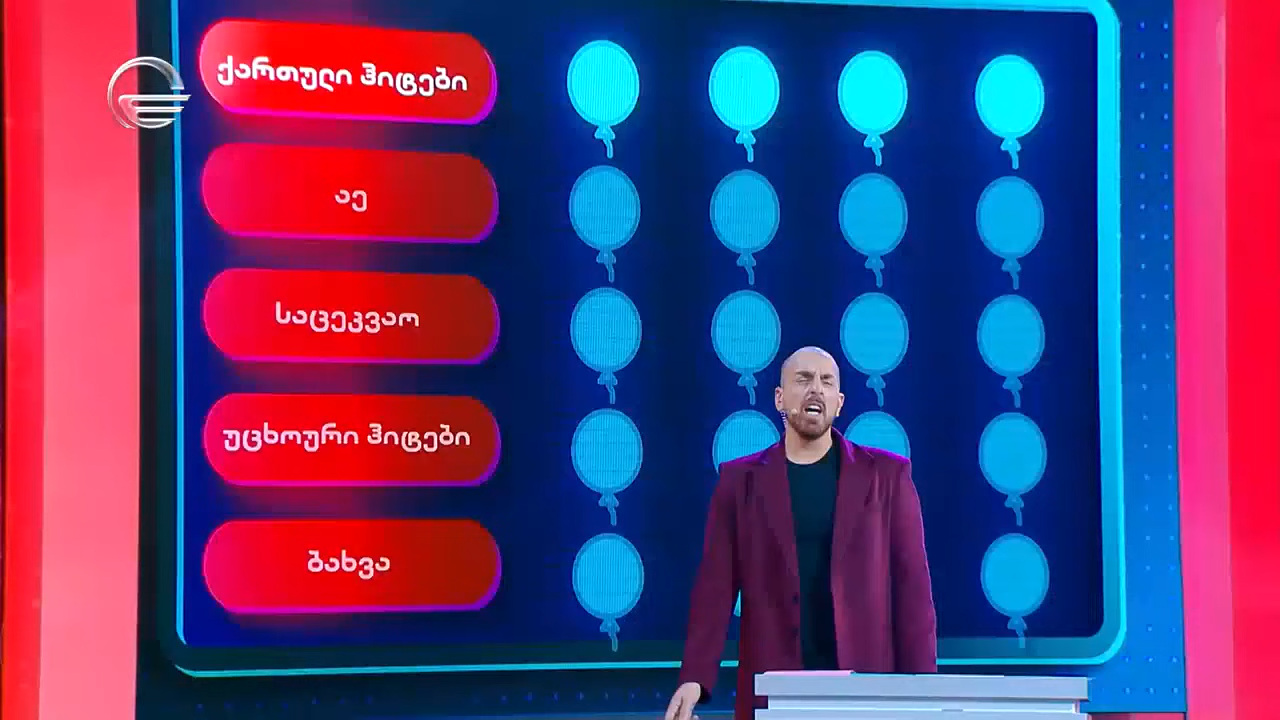 ქართული ჰიტები
აე
საცეკვაო
უცხოური ჰიტები
ბახვა